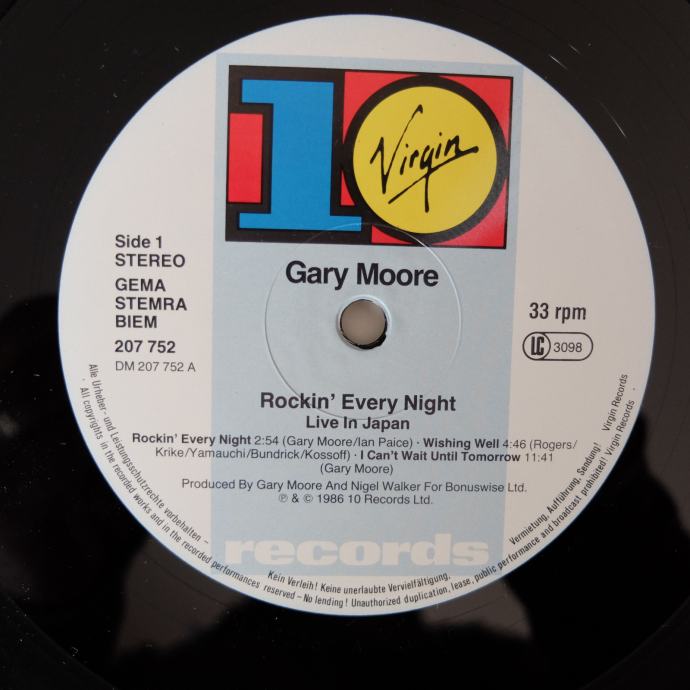 10
Virgin
Side 1
STEREO
GEMA
STEMRA
BIEM
207 752
DM 207 752 A
Gary Moore
33 rpm
LC 3098
Rockin' Every Night
Live In Japan
Rockin' Every Night 2:54 (Gary Moore/Ian Paice) · Wishing Well 4:46 (Rogers/
Krike/Yamauchi/Bundrick/Kossoff) · I Can't Wait Until Tomorrow 11:41
(Gary Moore)
Produced By Gary Moore And Nigel Walker For Bonuswise Ltd.
℗ & © 1986 10 Records Ltd.
records
Alle Urheber- und Leistungsschutzrechte vorbehalten – Kein Verleih! Keine unerlaubte Vervielfältigung, Vermietung, Aufführung, Sendung! Virgin Records
· All copyrights in the recorded works and in the recorded performances reserved – No lending! Unauthorized duplication, lease, public performance and broadcast prohibited! Virgin Records ·